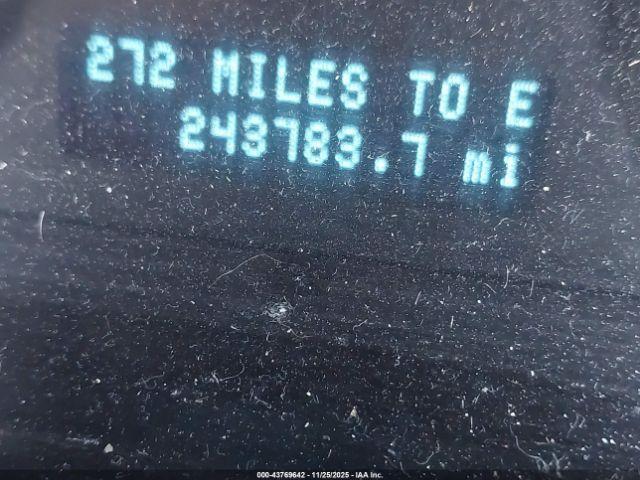 272 MILES TO E
243783.7 mi
000-43769642 - 11/25/2025 - IAA Inc.